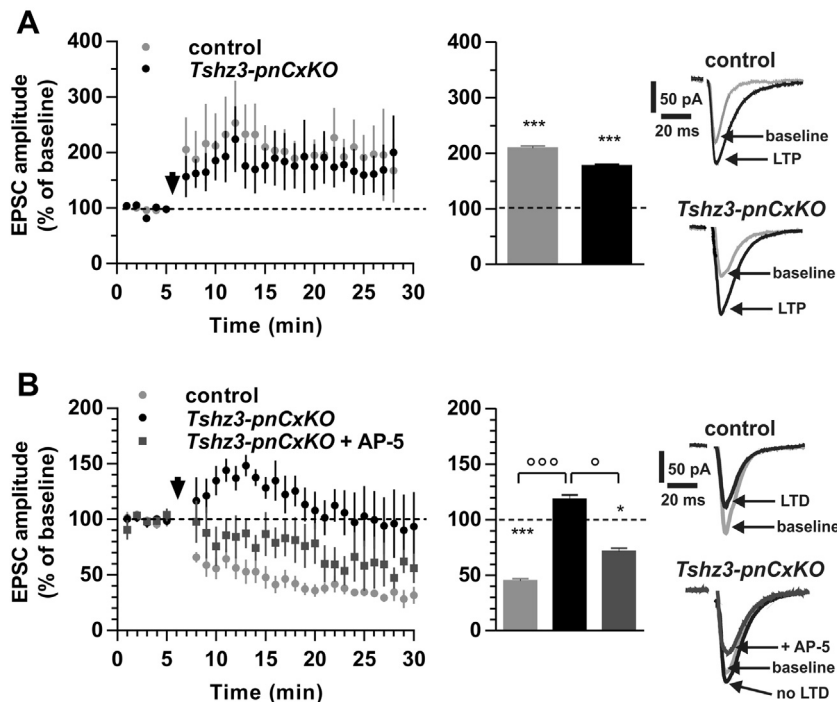 A
control
Tshz3-pnCxKO
EPSC amplitude
(% of baseline)
400
300
200
100
0
0 5 10 15 20 25 30
Time (min)
400
300
200
100
0
***
***
control
50 pA
20 ms
baseline
LTP
Tshz3-pnCxKO
baseline
LTP
B
control
Tshz3-pnCxKO
Tshz3-pnCxKO + AP-5
EPSC amplitude
(% of baseline)
200
150
100
50
0
0 5 10 15 20 25 30
Time (min)
200
150
100
50
0
°°° °
*** *
control
50 pA
20 ms
LTD
baseline
Tshz3-pnCxKO
+ AP-5
baseline
no LTD